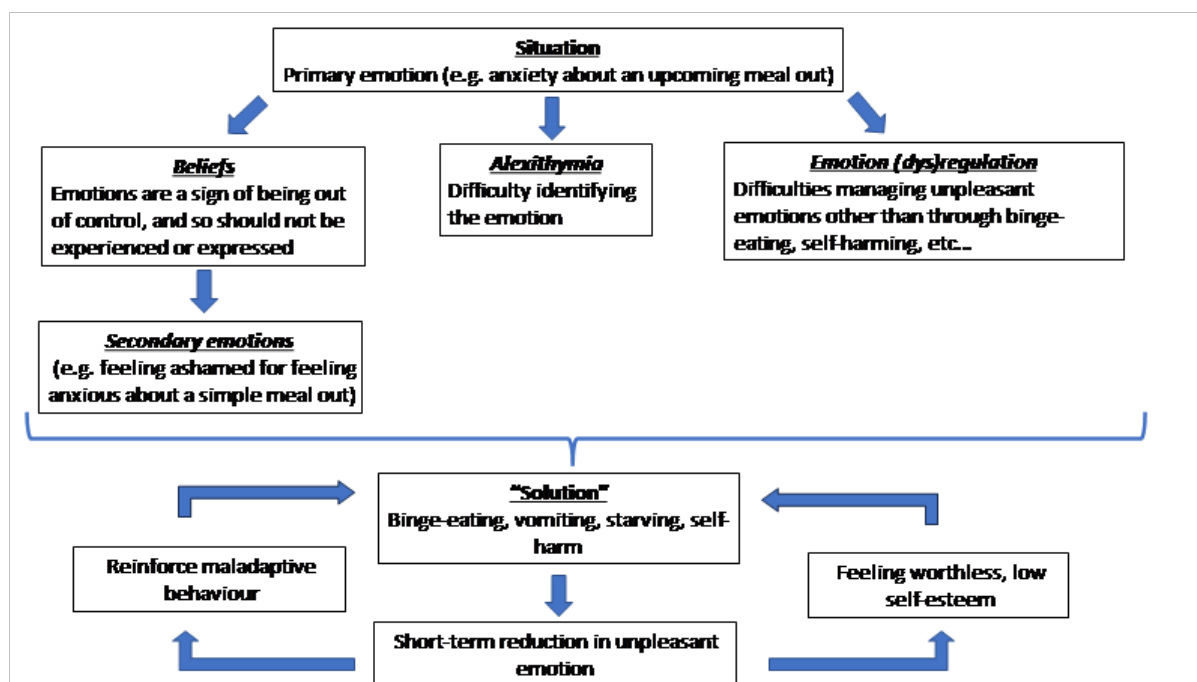 Situation
Primary emotion (e.g. anxiety about an upcoming meal out)
Beliefs
Emotions are a sign of being out
of control, and so should not be
experienced or expressed
Alexithymia
Difficulty identifying
the emotion
Emotion (dys)regulation
Difficulties managing unpleasant
emotions other than through binge-
eating, self-harming, etc...
Secondary emotions
(e.g. feeling ashamed for feeling
anxious about a simple meal out)
"Solution"
Binge-eating, vomiting, starving, self-
harm
Reinforce maladaptive
behaviour
Feeling worthless, low
self-esteem
Short-term reduction in unpleasant
emotion